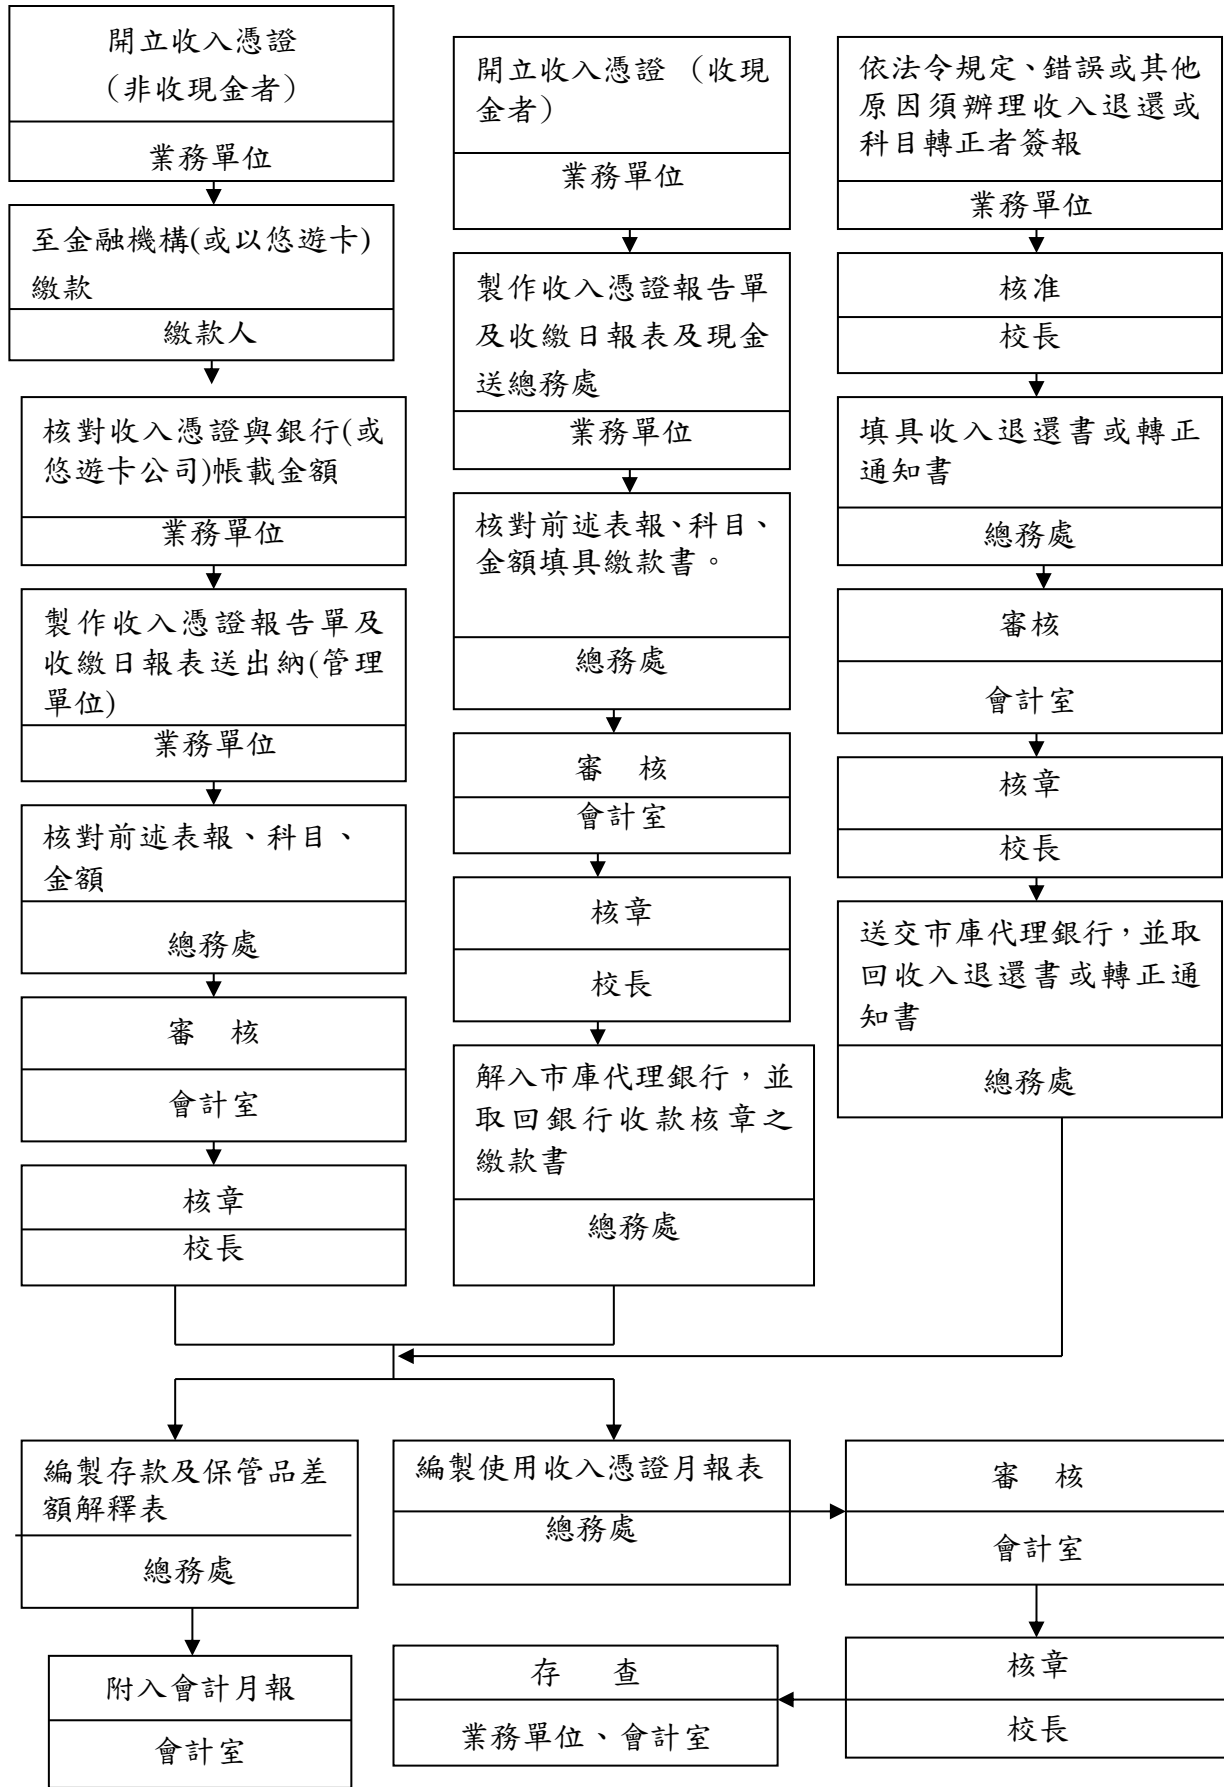 開立收入憑證
（非收現金者）
業務單位
至金融機構(或以悠遊卡)
繳款
繳款人
核對收入憑證與銀行(或
悠遊卡公司)帳載金額
業務單位
製作收入憑證報告單及
收繳日報表送出納(管理
單位)
業務單位
核對前述表報、科目、
金額
總務處
審　核
會計室
核章
校長
開立收入憑證 （收現
金者）
業務單位
製作收入憑證報告單
及收繳日報表及現金
送總務處
業務單位
核對前述表報、科目、
金額填具繳款書。
總務處
審　核
會計室
核章
校長
解入市庫代理銀行，並
取回銀行收款核章之
繳款書
總務處
依法令規定、錯誤或其他
原因須辦理收入退還或
科目轉正者簽報
業務單位
核准
校長
填具收入退還書或轉正
通知書
總務處
審核
會計室
核章
校長
送交市庫代理銀行，並取
回收入退還書或轉正通
知書
總務處
編製存款及保管品差
額解釋表
總務處
附入會計月報
會計室
編製使用收入憑證月報表
總務處
審　核
會計室
核章
校長
存　　查
業務單位、會計室